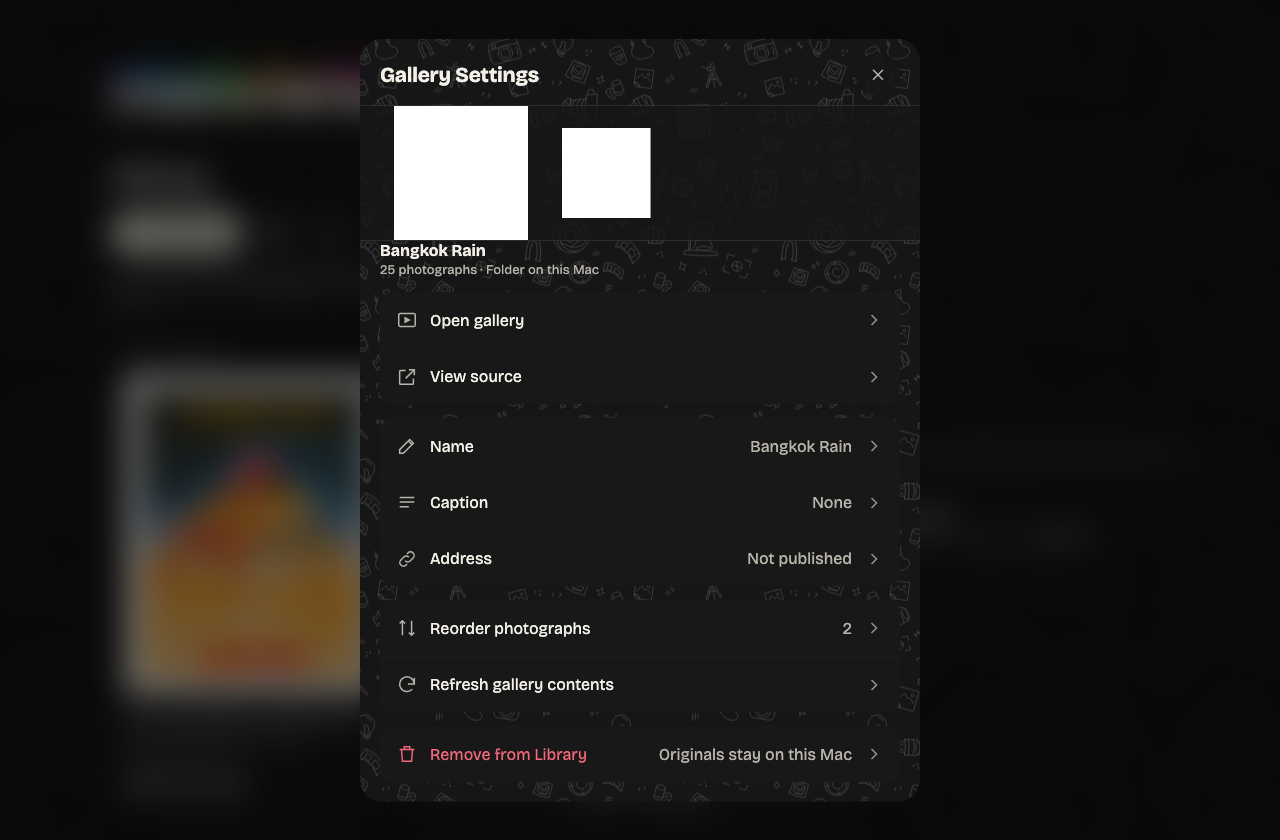 Gallery Settings
Bangkok Rain
25 photographs · Folder on this Mac
Open gallery
View source
Name Bangkok Rain
Caption None
Address Not published
Reorder photographs 2
Refresh gallery contents
Remove from Library Originals stay on this Mac